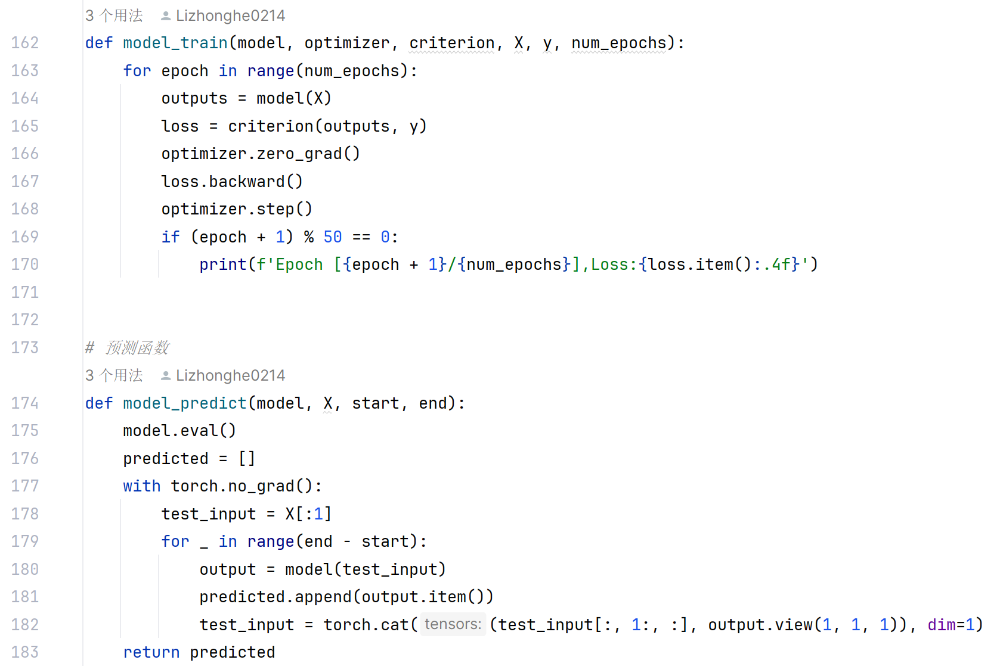 3 个用法 Lizhonghe0214
162 def model_train(model, optimizer, criterion, X, y, num_epochs):
163     for epoch in range(num_epochs):
164         outputs = model(X)
165         loss = criterion(outputs, y)
166         optimizer.zero_grad()
167         loss.backward()
168         optimizer.step()
169         if (epoch + 1) % 50 == 0:
170             print(f'Epoch [{epoch + 1}/{num_epochs}],Loss:{loss.item():.4f}')
171
172
173 # 预测函数
3 个用法 Lizhonghe0214
174 def model_predict(model, X, start, end):
175     model.eval()
176     predicted = []
177     with torch.no_grad():
178         test_input = X[:1]
179         for _ in range(end - start):
180             output = model(test_input)
181             predicted.append(output.item())
182             test_input = torch.cat( tensors: (test_input[:, 1:, :], output.view(1, 1, 1)), dim=1)
183     return predicted